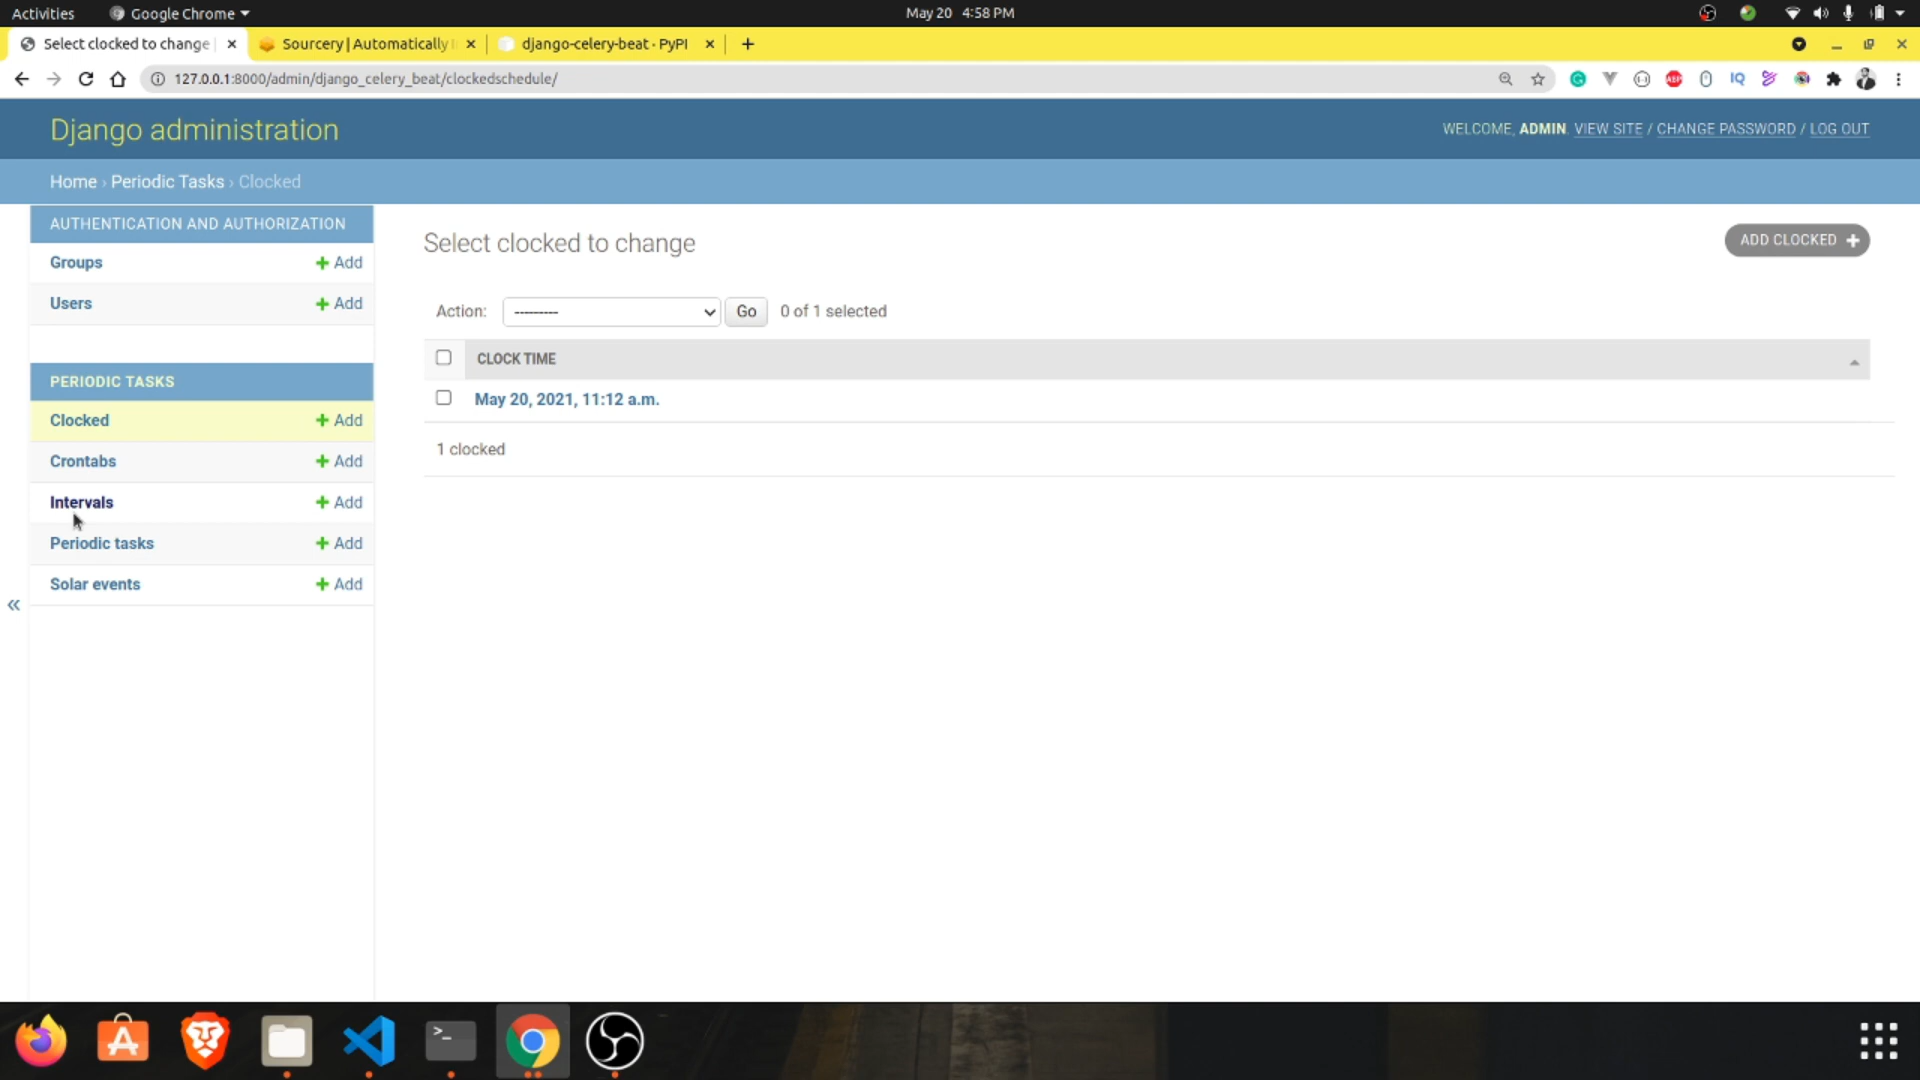 Activities Google Chrome May 20 4:58 PM
Select clocked to change Sourcery | Automatically django-celery-beat · PyPI
127.0.0.1:8000/admin/django_celery_beat/clockedschedule/
Django administration
WELCOME, ADMIN. VIEW SITE / CHANGE PASSWORD / LOG OUT
Home › Periodic Tasks › Clocked
AUTHENTICATION AND AUTHORIZATION
Groups + Add
Users + Add
PERIODIC TASKS
Clocked + Add
Crontabs + Add
Intervals + Add
Periodic tasks + Add
Solar events + Add
«
Select clocked to change
ADD CLOCKED +
Action: --------- Go 0 of 1 selected
CLOCK TIME
May 20, 2021, 11:12 a.m.
1 clocked